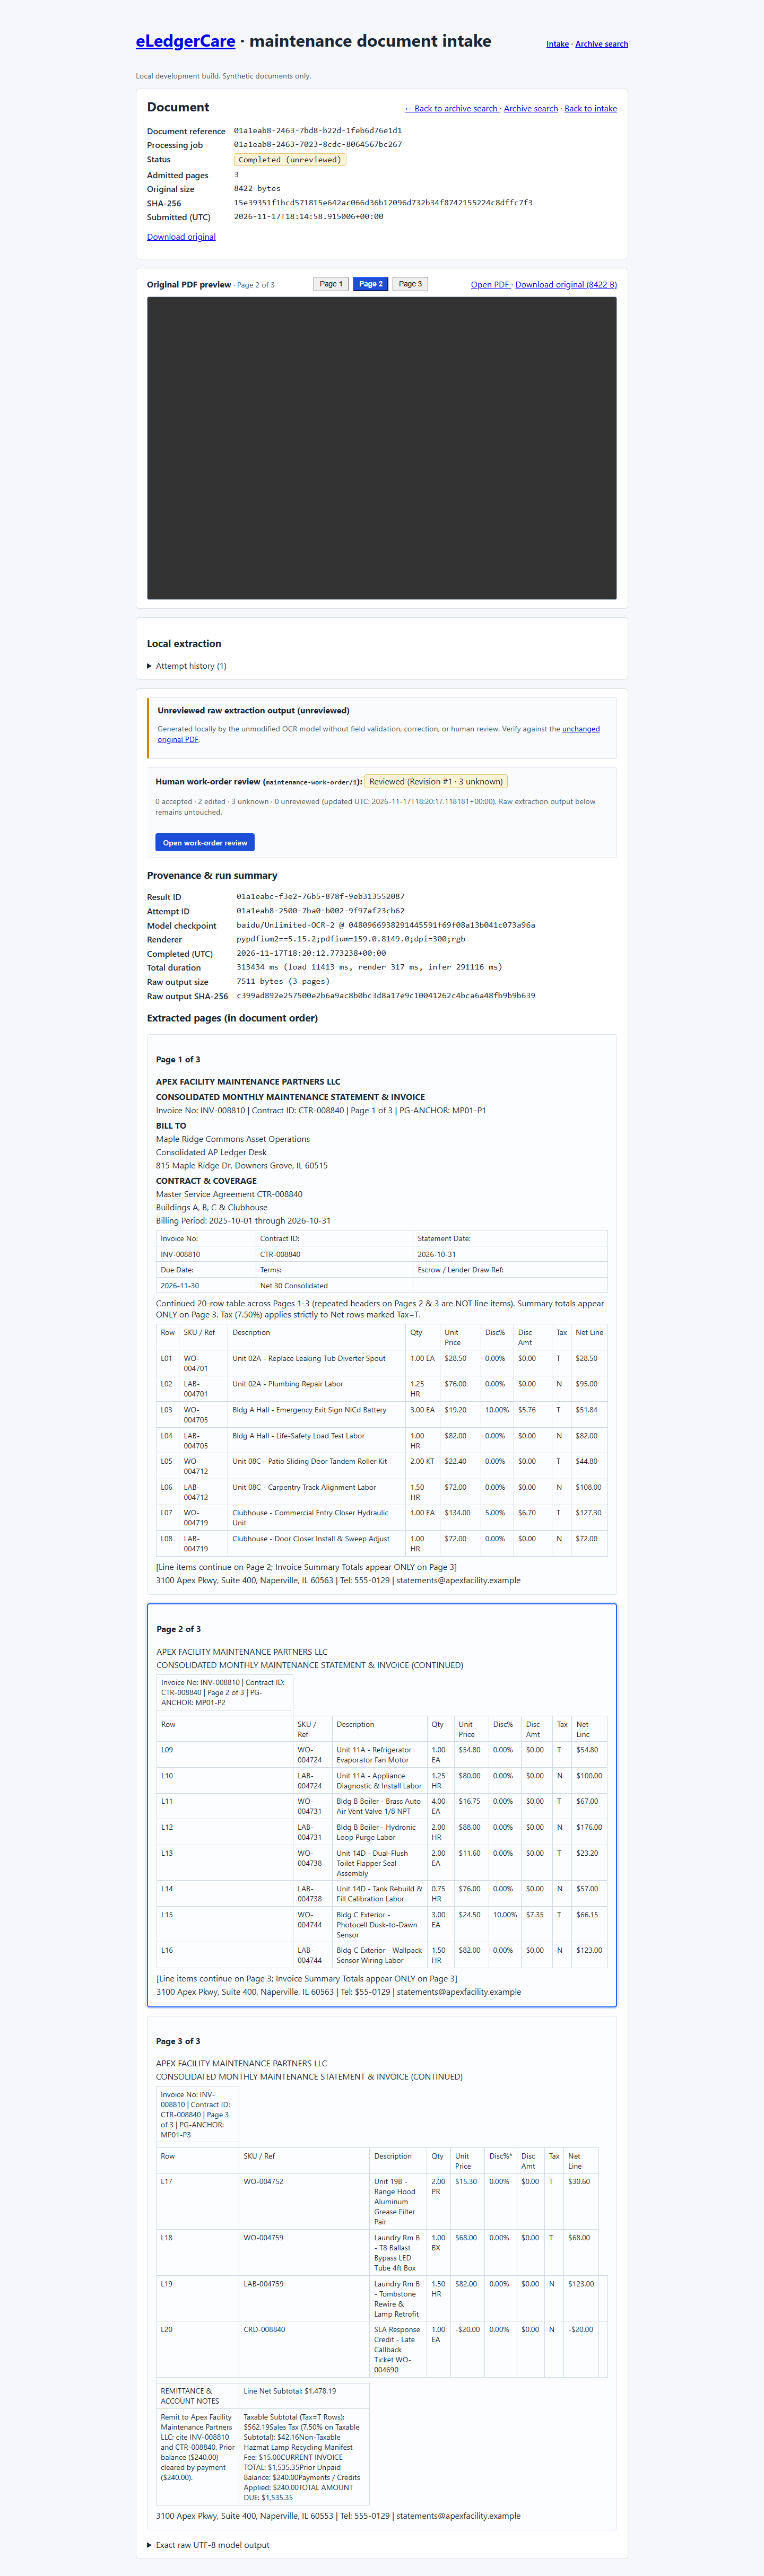 eLedgerCare · maintenance document intake
Intake · Archive search
Local development build. Synthetic documents only.
Document
← Back to archive search · Archive search · Back to intake
Document reference 01a1eab8-2463-7bd8-b22d-1feb6d76e1d1
Processing job 01a1eab8-2463-7023-8cdc-8064567bc267
Status Completed (unreviewed)
Admitted pages 3
Original size 8422 bytes
SHA-256 15e39351f1bcd571815e642ac066d36b12096d732b34f8742155224c8dffc7f3
Submitted (UTC) 2026-11-17T18:14:58.915006+00:00
Download original
Original PDF preview · Page 2 of 3
Page 1 Page 2 Page 3
Open PDF · Download original (8422 B)
Local extraction
▶ Attempt history (1)
Unreviewed raw extraction output (unreviewed)
Generated locally by the unmodified OCR model without field validation, correction, or human review. Verify against the unchanged
original PDF.
Human work-order review (maintenance-work-order/1): Reviewed (Revision #1 · 3 unknown)
0 accepted · 2 edited · 3 unknown · 0 unreviewed (updated UTC: 2026-11-17T18:20:17.118181+00:00). Raw extraction output below
remains untouched.
Open work-order review
Provenance & run summary
Result ID 01a1eabc-f3e2-76b5-878f-9eb313552087
Attempt ID 01a1eab8-2500-7ba0-b002-9f97af23cb62
Model checkpoint baidu/Unlimited-OCR-2 @ 0480966938291445591f69f08a13b041c073a96a
Renderer pypdfium2==5.15.2;pdfium=159.0.8149.0;dpi=300;rgb
Completed (UTC) 2026-11-17T18:20:12.773238+00:00
Total duration 313434 ms (load 11413 ms, render 317 ms, infer 291116 ms)
Raw output size 7511 bytes (3 pages)
Raw output SHA-256 c399ad892e257500e2b6a9ac8b0bc3d8a17e9c10041262c4bca6a48fb9b9b639
Extracted pages (in document order)
Page 1 of 3
APEX FACILITY MAINTENANCE PARTNERS LLC
CONSOLIDATED MONTHLY MAINTENANCE STATEMENT & INVOICE
Invoice No: INV-008810 | Contract ID: CTR-008840 | Page 1 of 3 | PG-ANCHOR: MP01-P1
BILL TO
Maple Ridge Commons Asset Operations
Consolidated AP Ledger Desk
815 Maple Ridge Dr, Downers Grove, IL 60515
CONTRACT & COVERAGE
Master Service Agreement CTR-008840
Buildings A, B, C & Clubhouse
Billing Period: 2025-10-01 through 2026-10-31
Invoice No: Contract ID: Statement Date:
INV-008810 CTR-008840 2026-10-31
Due Date: Terms: Escrow / Lender Draw Ref:
2026-11-30 Net 30 Consolidated
Continued 20-row table across Pages 1-3 (repeated headers on Pages 2 & 3 are NOT line items). Summary totals appear
ONLY on Page 3. Tax (7.50%) applies strictly to Net rows marked Tax=T.
Row SKU / Ref Description Qty Unit Price Disc% Disc Amt Tax Net Line
L01 WO-004701 Unit 02A - Replace Leaking Tub Diverter Spout 1.00 EA $28.50 0.00% $0.00 T $28.50
L02 LAB-004701 Unit 02A - Plumbing Repair Labor 1.25 HR $76.00 0.00% $0.00 N $95.00
L03 WO-004705 Bldg A Hall - Emergency Exit Sign NiCd Battery 3.00 EA $19.20 10.00% $5.76 T $51.84
L04 LAB-004705 Bldg A Hall - Life-Safety Load Test Labor 1.00 HR $82.00 0.00% $0.00 N $82.00
L05 WO-004712 Unit 08C - Patio Sliding Door Tandem Roller Kit 2.00 KT $22.40 0.00% $0.00 T $44.80
L06 LAB-004712 Unit 08C - Carpentry Track Alignment Labor 1.50 HR $72.00 0.00% $0.00 N $108.00
L07 WO-004719 Clubhouse - Commercial Entry Closer Hydraulic Unit 1.00 EA $134.00 5.00% $6.70 T $127.30
L08 LAB-004719 Clubhouse - Door Closer Install & Sweep Adjust 1.00 HR $72.00 0.00% $0.00 N $72.00
[Line items continue on Page 2; Invoice Summary Totals appear ONLY on Page 3]
3100 Apex Pkwy, Suite 400, Naperville, IL 60563 | Tel: 555-0129 | statements@apexfacility.example
Page 2 of 3
APEX FACILITY MAINTENANCE PARTNERS LLC
CONSOLIDATED MONTHLY MAINTENANCE STATEMENT & INVOICE (CONTINUED)
Invoice No: INV-008810 | Contract ID:
CTR-008840 | Page 2 of 3 | PG-
ANCHOR: MP01-P2
Row SKU / Ref Description Qty Unit Price Disc% Disc Amt Tax Net Linc
L09 WO-004724 Unit 11A - Refrigerator Evaporator Fan Motor 1.00 EA $54.80 0.00% $0.00 T $54.80
L10 LAB-004724 Unit 11A - Appliance Diagnostic & Install Labor 1.25 HR $80.00 0.00% $0.00 N $100.00
L11 WO-004731 Bldg B Boiler - Brass Auto Air Vent Valve 1/8 NPT 4.00 EA $16.75 0.00% $0.00 T $67.00
L12 LAB-004731 Bldg B Boiler - Hydronic Loop Purge Labor 2.00 HR $88.00 0.00% $0.00 N $176.00
L13 WO-004738 Unit 14D - Dual-Flush Toilet Flapper Seal Assembly 2.00 EA $11.60 0.00% $0.00 T $23.20
L14 LAB-004738 Unit 14D - Tank Rebuild & Fill Calibration Labor 0.75 HR $76.00 0.00% $0.00 N $57.00
L15 WO-004744 Bldg C Exterior - Photocell Dusk-to-Dawn Sensor 3.00 EA $24.50 10.00% $7.35 T $66.15
L16 LAB-004744 Bldg C Exterior - Wallpack Sensor Wiring Labor 1.50 HR $82.00 0.00% $0.00 N $123.00
[Line items continue on Page 3; Invoice Summary Totals appear ONLY on Page 3]
3100 Apex Pkwy, Suite 400, Naperville, IL 60563 | Tel: $55-0129 | statements@apexfacility.example
Page 3 of 3
APEX FACILITY MAINTENANCE PARTNERS LLC
CONSOLIDATED MONTHLY MAINTENANCE STATEMENT & INVOICE (CONTINUED)
Invoice No: INV-
008810 | Contract ID:
CTR-008840 | Page 3
of 3 | PG-ANCHOR:
MP01-P3
Row SKU / Ref Description Qty Unit Price Disc%* Disc Amt Tax Net Line
L17 WO-004752 Unit 19B - Range Hood Aluminum Grease Filter Pair 2.00 PR $15.30 0.00% $0.00 T $30.60
L18 WO-004759 Laundry Rm B - T8 Ballast Bypass LED Tube 4ft Box 1.00 BX $68.00 0.00% $0.00 T $68.00
L19 LAB-004759 Laundry Rm B - Tombstone Rewire & Lamp Retrofit 1.50 HR $82.00 0.00% $0.00 N $123.00
L20 CRD-008840 SLA Response Credit - Late Callback Ticket WO-004690 1.00 EA -$20.00 0.00% $0.00 N -$20.00
REMITTANCE & ACCOUNT NOTES Line Net Subtotal: $1,478.19
Remit to Apex Facility
Maintenance Partners
LLC; cite INV-008810
and CTR-008840. Prior
balance ($240.00)
cleared by payment
($240.00).
Taxable Subtotal (Tax=T Rows):
$562.19Sales Tax (7.50% on Taxable
Subtotal): $42.16Non-Taxable
Hazmat Lamp Recycling Manifest
Fee: $15.00CURRENT INVOICE
TOTAL: $1,535.35Prior Unpaid
Balance: $240.00Payments / Credits
Applied: $240.00TOTAL AMOUNT
DUE: $1,535.35
3100 Apex Pkwy, Suite 400, Naperville, IL 60553 | Tel: 555-0129 | statements@apexfacility.example
▶ Exact raw UTF-8 model output